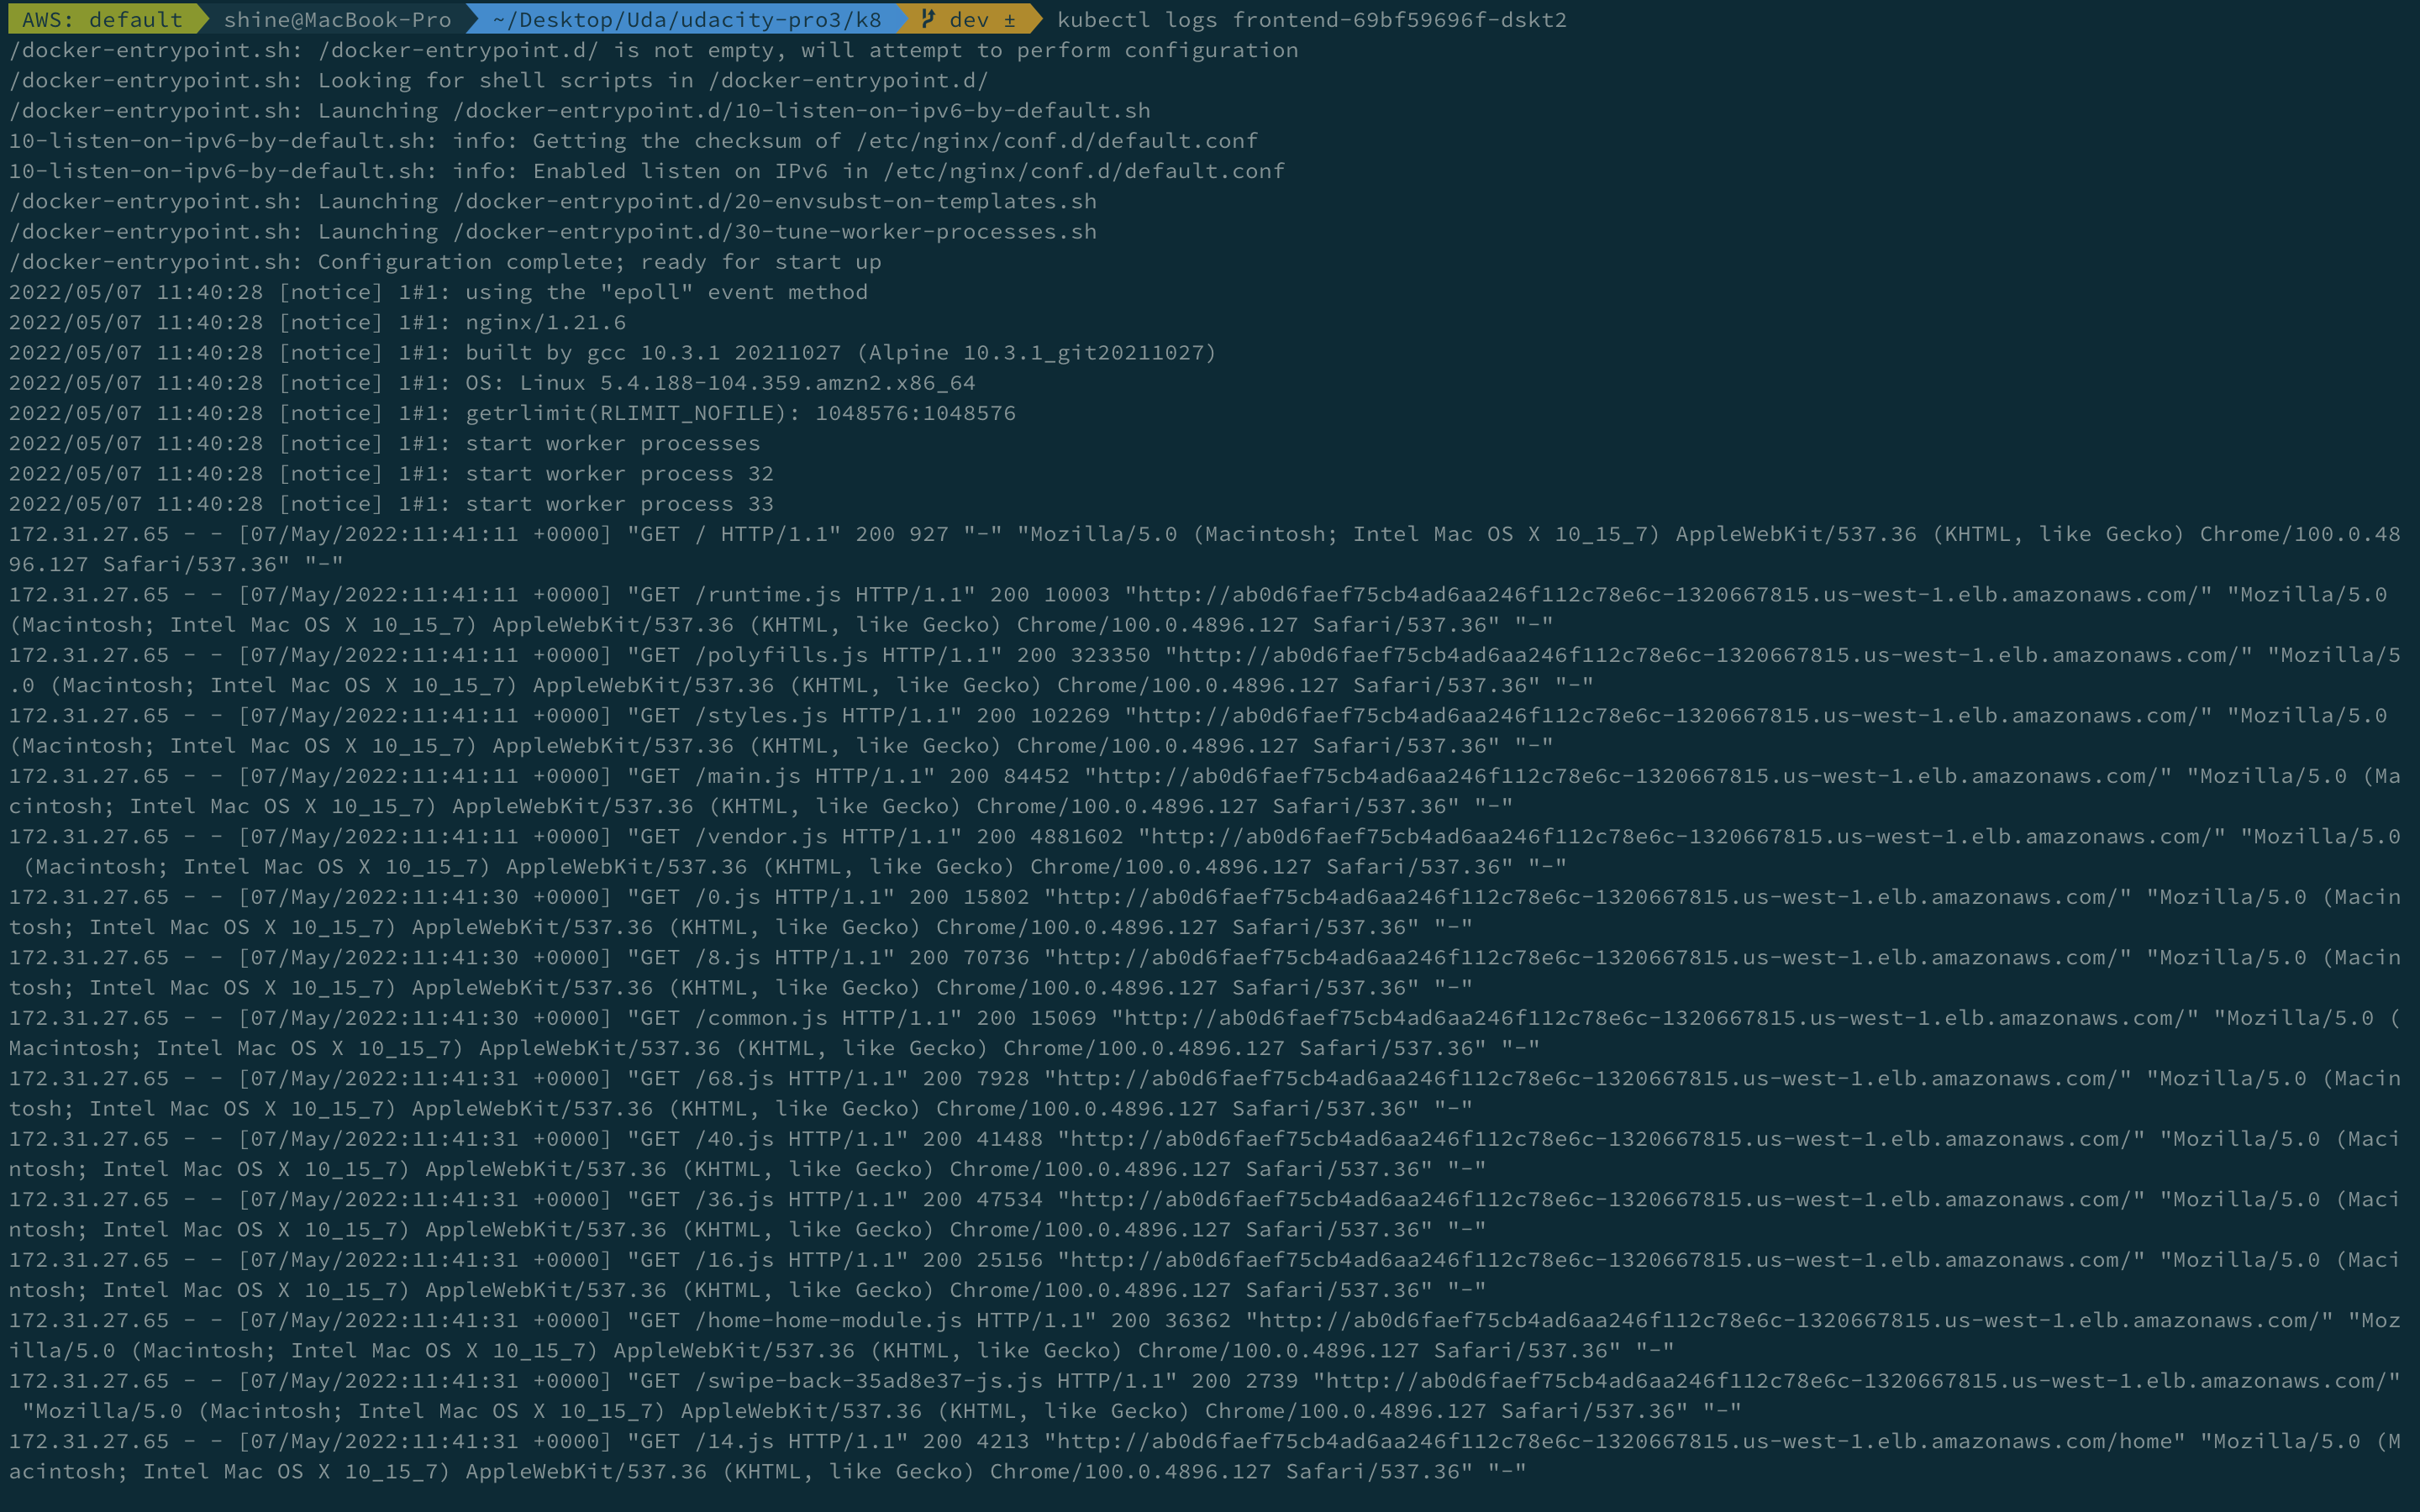 AWS: default shine@MacBook-Pro ~/Desktop/Uda/udacity-pro3/k8 dev ± kubectl logs frontend-69bf59696f-dskt2
/docker-entrypoint.sh: /docker-entrypoint.d/ is not empty, will attempt to perform configuration
/docker-entrypoint.sh: Looking for shell scripts in /docker-entrypoint.d/
/docker-entrypoint.sh: Launching /docker-entrypoint.d/10-listen-on-ipv6-by-default.sh
10-listen-on-ipv6-by-default.sh: info: Getting the checksum of /etc/nginx/conf.d/default.conf
10-listen-on-ipv6-by-default.sh: info: Enabled listen on IPv6 in /etc/nginx/conf.d/default.conf
/docker-entrypoint.sh: Launching /docker-entrypoint.d/20-envsubst-on-templates.sh
/docker-entrypoint.sh: Launching /docker-entrypoint.d/30-tune-worker-processes.sh
/docker-entrypoint.sh: Configuration complete; ready for start up
2022/05/07 11:40:28 [notice] 1#1: using the "epoll" event method
2022/05/07 11:40:28 [notice] 1#1: nginx/1.21.6
2022/05/07 11:40:28 [notice] 1#1: built by gcc 10.3.1 20211027 (Alpine 10.3.1_git20211027)
2022/05/07 11:40:28 [notice] 1#1: OS: Linux 5.4.188-104.359.amzn2.x86_64
2022/05/07 11:40:28 [notice] 1#1: getrlimit(RLIMIT_NOFILE): 1048576:1048576
2022/05/07 11:40:28 [notice] 1#1: start worker processes
2022/05/07 11:40:28 [notice] 1#1: start worker process 32
2022/05/07 11:40:28 [notice] 1#1: start worker process 33
172.31.27.65 - - [07/May/2022:11:41:11 +0000] "GET / HTTP/1.1" 200 927 "-" "Mozilla/5.0 (Macintosh; Intel Mac OS X 10_15_7) AppleWebKit/537.36 (KHTML, like Gecko) Chrome/100.0.48
96.127 Safari/537.36" "-"
172.31.27.65 - - [07/May/2022:11:41:11 +0000] "GET /runtime.js HTTP/1.1" 200 10003 "http://ab0d6faef75cb4ad6aa246f112c78e6c-1320667815.us-west-1.elb.amazonaws.com/" "Mozilla/5.0
(Macintosh; Intel Mac OS X 10_15_7) AppleWebKit/537.36 (KHTML, like Gecko) Chrome/100.0.4896.127 Safari/537.36" "-"
172.31.27.65 - - [07/May/2022:11:41:11 +0000] "GET /polyfills.js HTTP/1.1" 200 323350 "http://ab0d6faef75cb4ad6aa246f112c78e6c-1320667815.us-west-1.elb.amazonaws.com/" "Mozilla/5
.0 (Macintosh; Intel Mac OS X 10_15_7) AppleWebKit/537.36 (KHTML, like Gecko) Chrome/100.0.4896.127 Safari/537.36" "-"
172.31.27.65 - - [07/May/2022:11:41:11 +0000] "GET /styles.js HTTP/1.1" 200 102269 "http://ab0d6faef75cb4ad6aa246f112c78e6c-1320667815.us-west-1.elb.amazonaws.com/" "Mozilla/5.0
(Macintosh; Intel Mac OS X 10_15_7) AppleWebKit/537.36 (KHTML, like Gecko) Chrome/100.0.4896.127 Safari/537.36" "-"
172.31.27.65 - - [07/May/2022:11:41:11 +0000] "GET /main.js HTTP/1.1" 200 84452 "http://ab0d6faef75cb4ad6aa246f112c78e6c-1320667815.us-west-1.elb.amazonaws.com/" "Mozilla/5.0 (Ma
cintosh; Intel Mac OS X 10_15_7) AppleWebKit/537.36 (KHTML, like Gecko) Chrome/100.0.4896.127 Safari/537.36" "-"
172.31.27.65 - - [07/May/2022:11:41:11 +0000] "GET /vendor.js HTTP/1.1" 200 4881602 "http://ab0d6faef75cb4ad6aa246f112c78e6c-1320667815.us-west-1.elb.amazonaws.com/" "Mozilla/5.0
 (Macintosh; Intel Mac OS X 10_15_7) AppleWebKit/537.36 (KHTML, like Gecko) Chrome/100.0.4896.127 Safari/537.36" "-"
172.31.27.65 - - [07/May/2022:11:41:30 +0000] "GET /0.js HTTP/1.1" 200 15802 "http://ab0d6faef75cb4ad6aa246f112c78e6c-1320667815.us-west-1.elb.amazonaws.com/" "Mozilla/5.0 (Macin
tosh; Intel Mac OS X 10_15_7) AppleWebKit/537.36 (KHTML, like Gecko) Chrome/100.0.4896.127 Safari/537.36" "-"
172.31.27.65 - - [07/May/2022:11:41:30 +0000] "GET /8.js HTTP/1.1" 200 70736 "http://ab0d6faef75cb4ad6aa246f112c78e6c-1320667815.us-west-1.elb.amazonaws.com/" "Mozilla/5.0 (Macin
tosh; Intel Mac OS X 10_15_7) AppleWebKit/537.36 (KHTML, like Gecko) Chrome/100.0.4896.127 Safari/537.36" "-"
172.31.27.65 - - [07/May/2022:11:41:30 +0000] "GET /common.js HTTP/1.1" 200 15069 "http://ab0d6faef75cb4ad6aa246f112c78e6c-1320667815.us-west-1.elb.amazonaws.com/" "Mozilla/5.0 (
Macintosh; Intel Mac OS X 10_15_7) AppleWebKit/537.36 (KHTML, like Gecko) Chrome/100.0.4896.127 Safari/537.36" "-"
172.31.27.65 - - [07/May/2022:11:41:31 +0000] "GET /68.js HTTP/1.1" 200 7928 "http://ab0d6faef75cb4ad6aa246f112c78e6c-1320667815.us-west-1.elb.amazonaws.com/" "Mozilla/5.0 (Macin
tosh; Intel Mac OS X 10_15_7) AppleWebKit/537.36 (KHTML, like Gecko) Chrome/100.0.4896.127 Safari/537.36" "-"
172.31.27.65 - - [07/May/2022:11:41:31 +0000] "GET /40.js HTTP/1.1" 200 41488 "http://ab0d6faef75cb4ad6aa246f112c78e6c-1320667815.us-west-1.elb.amazonaws.com/" "Mozilla/5.0 (Maci
ntosh; Intel Mac OS X 10_15_7) AppleWebKit/537.36 (KHTML, like Gecko) Chrome/100.0.4896.127 Safari/537.36" "-"
172.31.27.65 - - [07/May/2022:11:41:31 +0000] "GET /36.js HTTP/1.1" 200 47534 "http://ab0d6faef75cb4ad6aa246f112c78e6c-1320667815.us-west-1.elb.amazonaws.com/" "Mozilla/5.0 (Maci
ntosh; Intel Mac OS X 10_15_7) AppleWebKit/537.36 (KHTML, like Gecko) Chrome/100.0.4896.127 Safari/537.36" "-"
172.31.27.65 - - [07/May/2022:11:41:31 +0000] "GET /16.js HTTP/1.1" 200 25156 "http://ab0d6faef75cb4ad6aa246f112c78e6c-1320667815.us-west-1.elb.amazonaws.com/" "Mozilla/5.0 (Maci
ntosh; Intel Mac OS X 10_15_7) AppleWebKit/537.36 (KHTML, like Gecko) Chrome/100.0.4896.127 Safari/537.36" "-"
172.31.27.65 - - [07/May/2022:11:41:31 +0000] "GET /home-home-module.js HTTP/1.1" 200 36362 "http://ab0d6faef75cb4ad6aa246f112c78e6c-1320667815.us-west-1.elb.amazonaws.com/" "Moz
illa/5.0 (Macintosh; Intel Mac OS X 10_15_7) AppleWebKit/537.36 (KHTML, like Gecko) Chrome/100.0.4896.127 Safari/537.36" "-"
172.31.27.65 - - [07/May/2022:11:41:31 +0000] "GET /swipe-back-35ad8e37-js.js HTTP/1.1" 200 2739 "http://ab0d6faef75cb4ad6aa246f112c78e6c-1320667815.us-west-1.elb.amazonaws.com/"
 "Mozilla/5.0 (Macintosh; Intel Mac OS X 10_15_7) AppleWebKit/537.36 (KHTML, like Gecko) Chrome/100.0.4896.127 Safari/537.36" "-"
172.31.27.65 - - [07/May/2022:11:41:31 +0000] "GET /14.js HTTP/1.1" 200 4213 "http://ab0d6faef75cb4ad6aa246f112c78e6c-1320667815.us-west-1.elb.amazonaws.com/home" "Mozilla/5.0 (M
acintosh; Intel Mac OS X 10_15_7) AppleWebKit/537.36 (KHTML, like Gecko) Chrome/100.0.4896.127 Safari/537.36" "-"